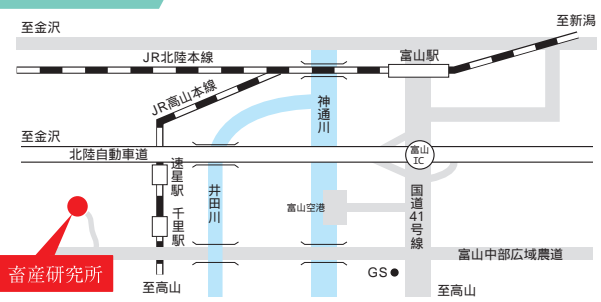 至金沢
至新潟
JR北陸本線
富山駅
JR高山本線
神通川
至金沢
北陸自動車道
富山
IC
速星駅
井田川
国道41号線
富山空港
千里駅
富山中部広域農道
畜産研究所
GS
至高山
至高山